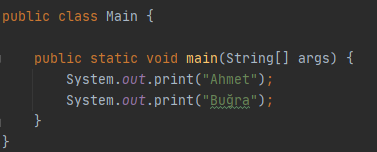 public class Main {
public static void main(String[] args) {
System.out.print("Ahmet");
System.out.print("Buğra");
}
}